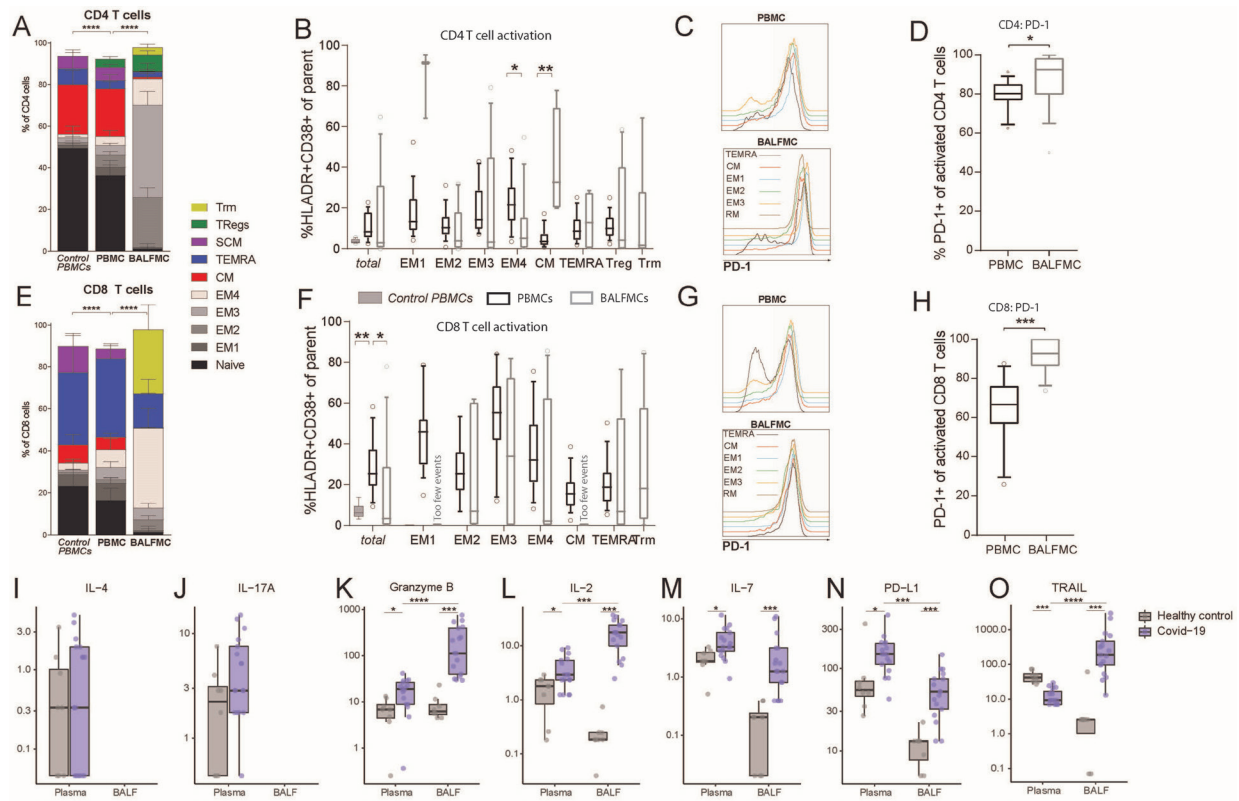 A
CD4 T cells
****
****
% of CD4 cells
100
80
60
40
20
0
Control
PBMCs
PBMC
BALFMC
Trm
TRegs
SCM
TEMRA
CM
EM4
EM3
EM2
EM1
Naive
B
CD4 T cell activation
%HLADR+CD38+ of parent
100
80
60
40
20
0
*
**
total
EM1
EM2
EM3
EM4
CM
TEMRA
Treg
Trm
C
PBMC
BALFMC
TEMRA
CM
EM1
EM2
EM3
RM
PD-1
D
CD4: PD-1
*
% PD-1+ of activated CD4 T cells
100
80
60
40
20
0
PBMC
BALFMC
E
CD8 T cells
****
****
% of CD8 cells
100
80
60
40
20
0
Control
PBMCs
PBMC
BALFMC
F
Control PBMCs
PBMCs
BALFMCs
CD8 T cell activation
%HLADR+CD38+ of parent
100
80
60
40
20
0
**
*
Too few events
Too few events
total
EM1
EM2
EM3
EM4
CM
TEMRA
Trm
G
PBMC
BALFMC
TEMRA
CM
EM1
EM2
EM3
RM
PD-1
H
CD8: PD-1
***
PD-1+ of activated CD8 T cells
100
80
60
40
20
0
PBMC
BALFMC
I
IL-4
3.0
1.0
0.3
0.1
Plasma
BALF
J
IL-17A
10
3
1
Plasma
BALF
K
Granzyme B
****
*
***
1000
100
10
1
Plasma
BALF
L
IL-2
***
*
***
10.0
1.0
0.1
Plasma
BALF
M
IL-7
*
***
10.0
1.0
0.1
Plasma
BALF
N
PD-L1
***
*
***
300
100
30
10
Plasma
BALF
O
TRAIL
****
***
***
1000.0
100.0
10.0
1.0
0.1
Plasma
BALF
Healthy control
Covid-19